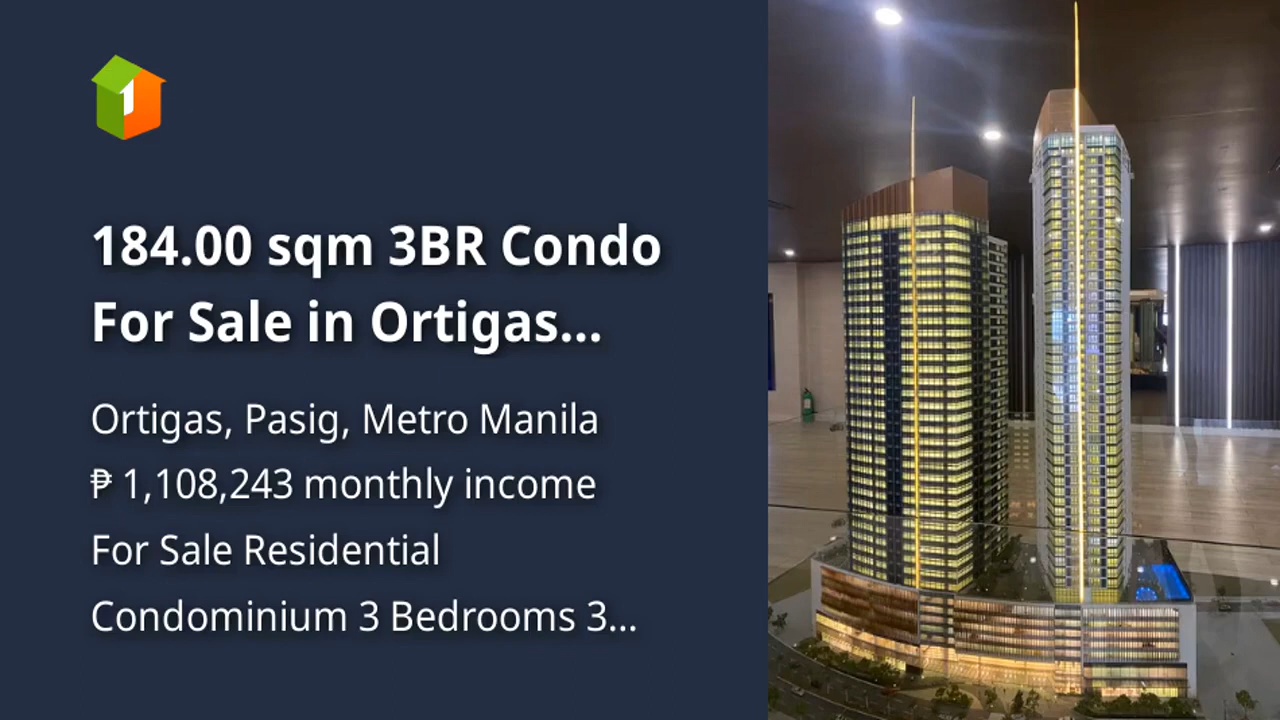 184.00 sqm 3BR Condo
For Sale in Ortigas...
Ortigas, Pasig, Metro Manila
₱ 1,108,243 monthly income
For Sale Residential
Condominium 3 Bedrooms 3...